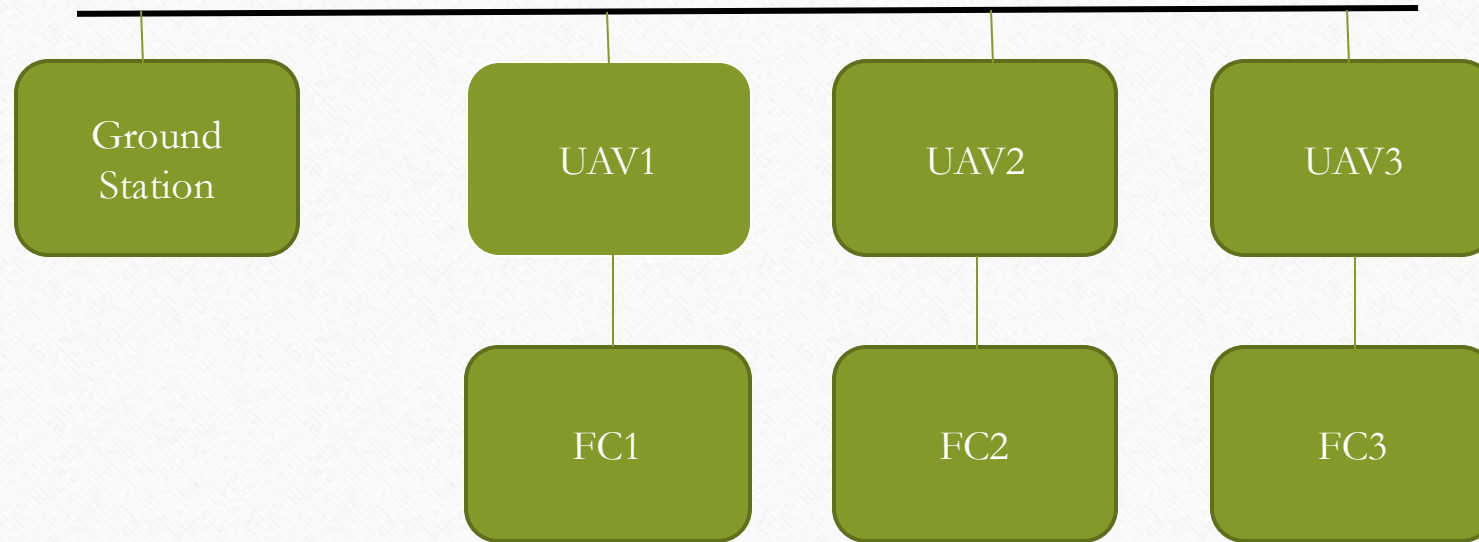 Ground
Station
UAV1
UAV2
UAV3
FC1
FC2
FC3